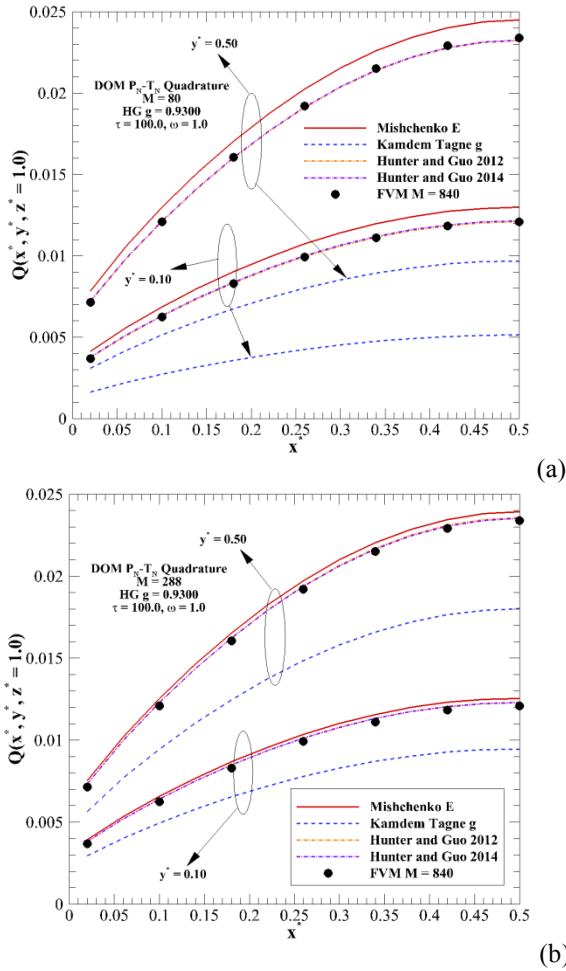 0.025
y* = 0.50
DOM P_N-T_N Quadrature
M = 80
HG g = 0.9300
τ = 100.0, ω = 1.0
0.02
Q(x*, y*, z* = 1.0)
Mishchenko E
Kamdem Tagne g
Hunter and Guo 2012
Hunter and Guo 2014
FVM M = 840
0.015
0.01
y* = 0.10
0.005
0
0 0.05 0.1 0.15 0.2 0.25 0.3 0.35 0.4 0.45 0.5
x*
(a)
0.025
y* = 0.50
DOM P_N-T_N Quadrature
M = 288
HG g = 0.9300
τ = 100.0, ω = 1.0
0.02
Q(x*, y*, z* = 1.0)
0.015
0.01
0.005
Mishchenko E
Kamdem Tagne g
Hunter and Guo 2012
Hunter and Guo 2014
FVM M = 840
y* = 0.10
0
0 0.05 0.1 0.15 0.2 0.25 0.3 0.35 0.4 0.45 0.5
x*
(b)